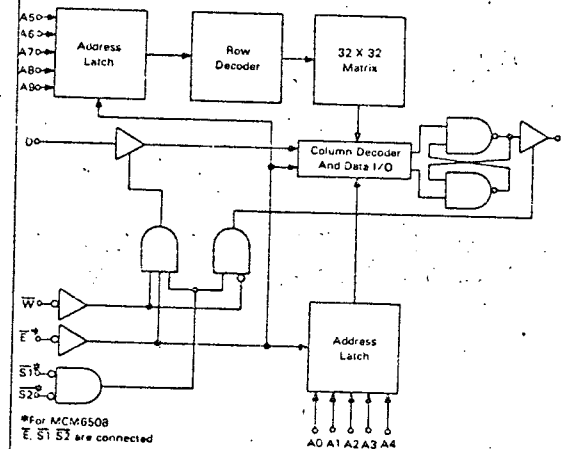 A5
A6
A7
A8
A9
Address
Latch
Row
Decoder
32 X 32
Matrix
D
Column Decoder
And Data I/O
W̅
E̅*
S1̅*
S2̅*
Address
Latch
A0 A1 A2 A3 A4
*For MCM6508
E̅, S1̅ S2̅ are connected